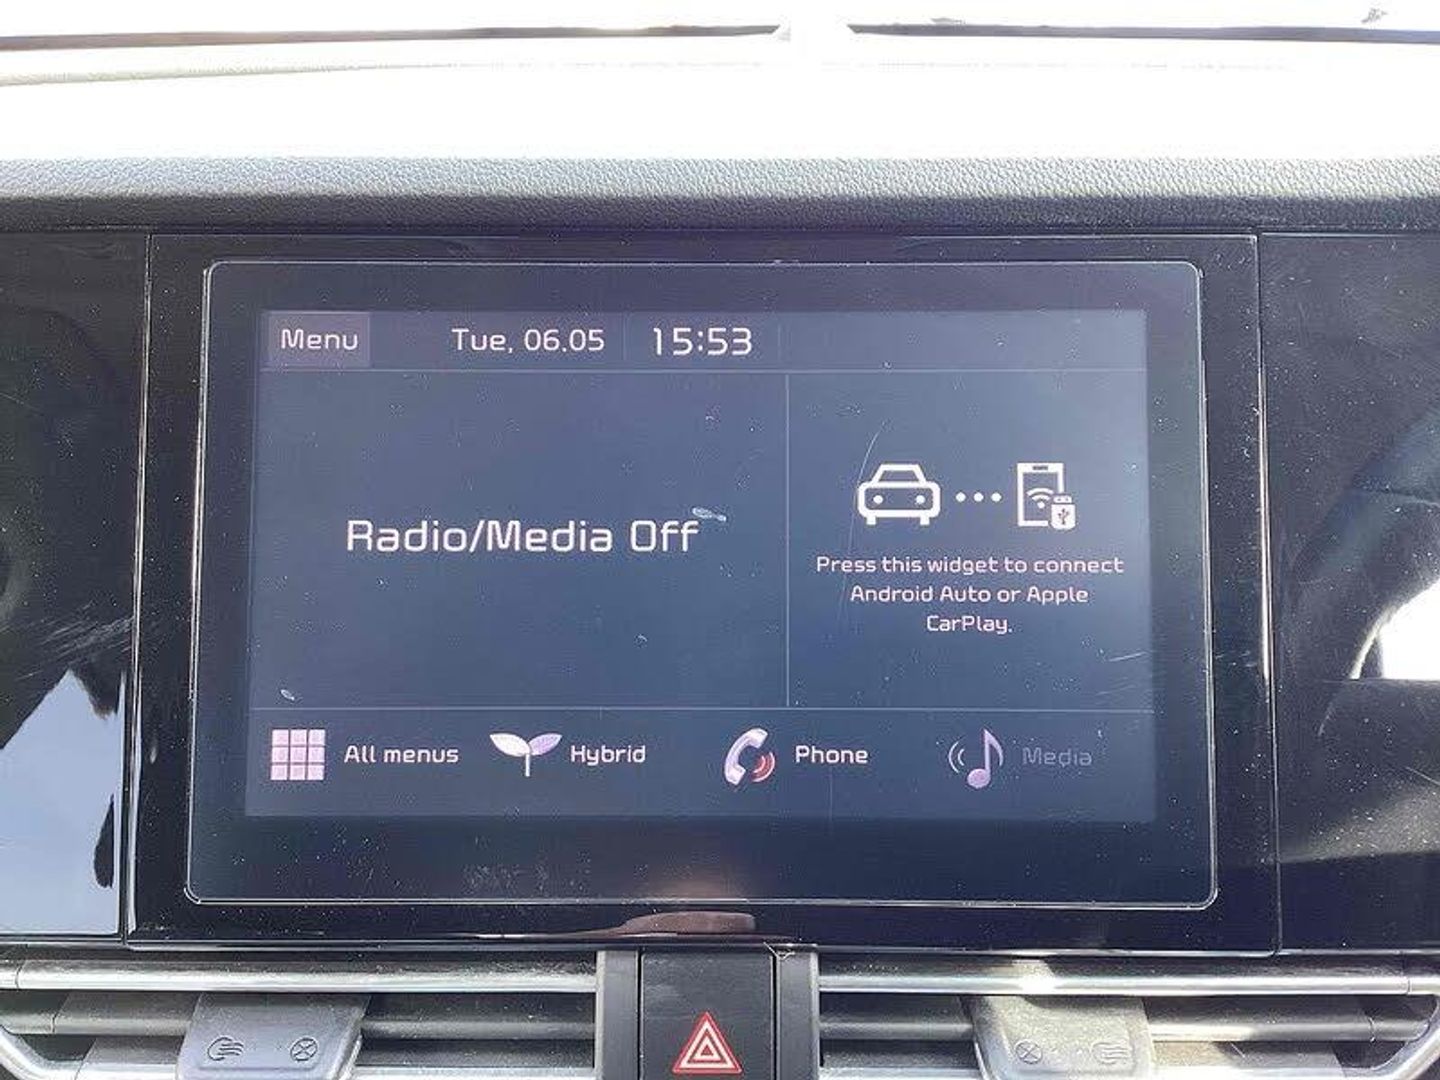 Menu
Tue, 06.05
15:53
Radio/Media Off
Press this widget to connect
Android Auto or Apple
CarPlay.
All menus
Hybrid
Phone
Media